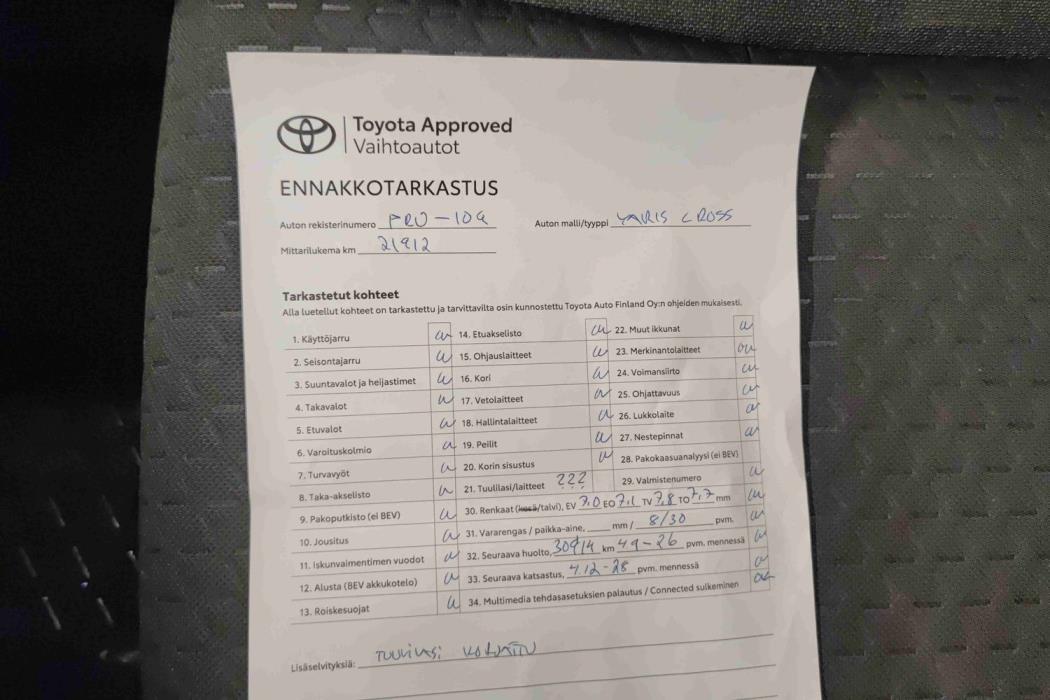 Toyota Approved
Vaihtoautot
ENNAKKOTARKASTUS
Auton rekisterinumero PRU-109 Auton malli/tyyppi YARIS CROSS
Mittarilukema km 21912
Tarkastetut kohteet
Alla luetellut kohteet on tarkastettu ja tarvittavilta osin kunnostettu Toyota Auto Finland Oy:n ohjeiden mukaisesti.
1. Käyttöjarru
2. Seisontajarru
3. Suuntavalot ja heijastimet
4. Takavalot
5. Etuvalot
6. Varoituskolmio
7. Turvavyöt
8. Taka-akselisto
9. Pakoputkisto (ei BEV)
10. Jousitus
11. Iskunvaimentimen vuodot
12. Alusta (BEV akkukotelo)
13. Roiskesuojat
14. Etuakselisto
15. Ohjauslaitteet
16. Kori
17. Vetolaitteet
18. Hallintalaitteet
19. Peilit
20. Korin sisustus
21. Tuulilasi/laitteet ???
22. Muut ikkunat
23. Merkinantolaitteet
24. Voimansiirto
25. Ohjattavuus
26. Lukkolaite
27. Nestepinnat
28. Pakokaasuanalyysi (ei BEV)
29. Valmistenumero
30. Renkaat (kesä/talvi), EV 7,0 EO 7,1 TV 7,8 TO 7,7 mm
31. Vararengas / paikka-aine, mm / 8/30 pvm.
32. Seuraava huolto, 30914 km 4.9-26 pvm. mennessä
33. Seuraava katsastus, 4.12-28 pvm. mennessä
34. Multimedia tehdasasetuksien palautus / Connected sulkeminen
Lisäselvityksiä: TUULILASI